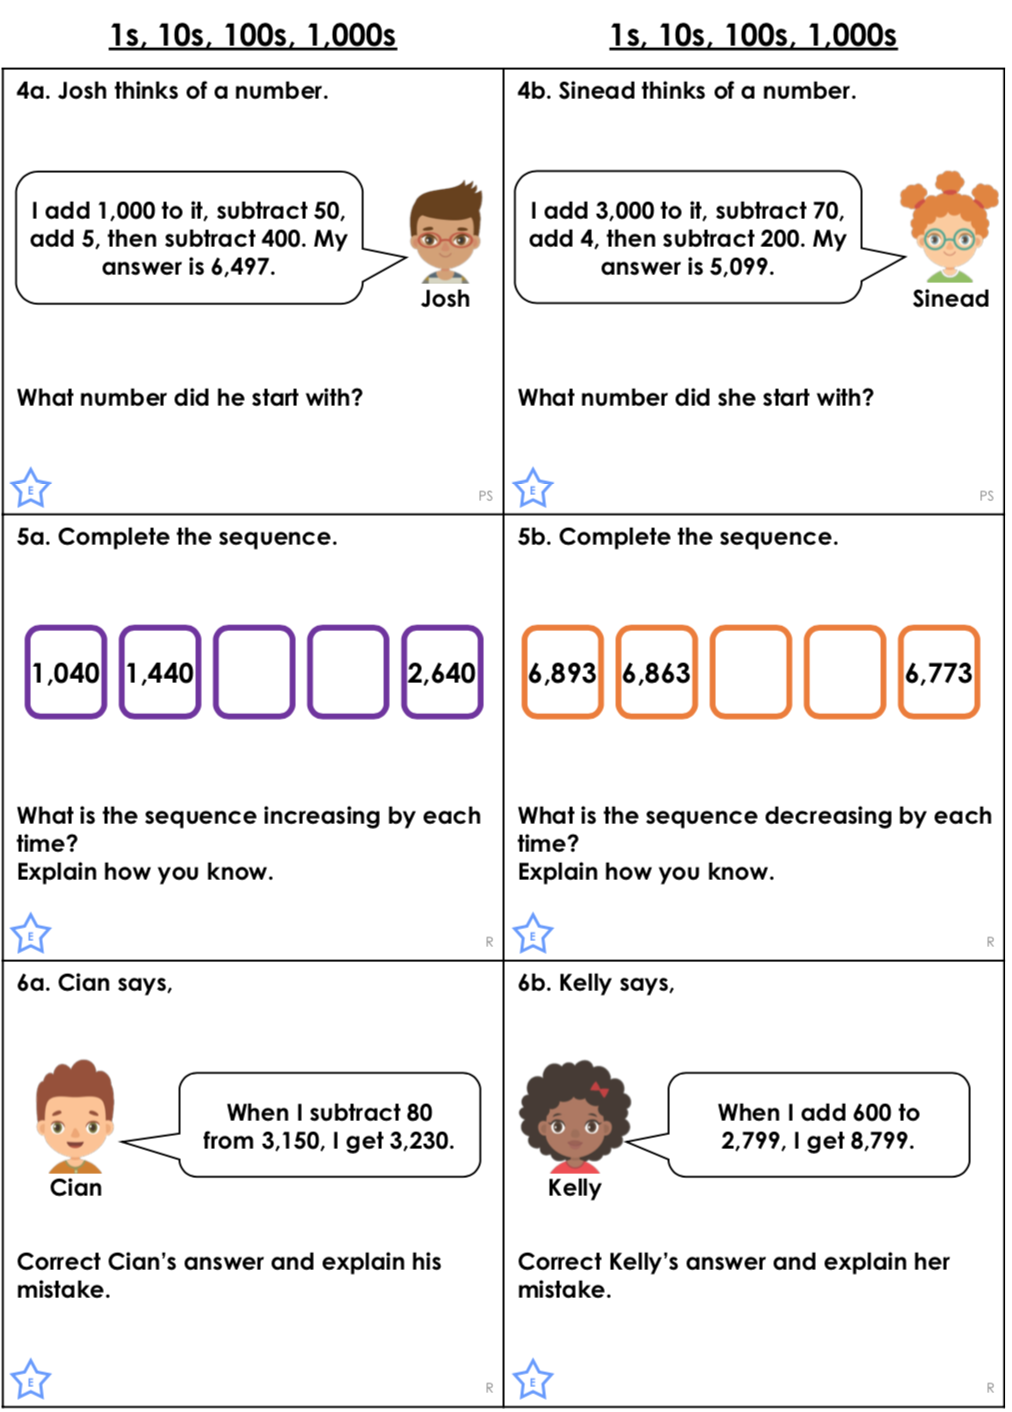 1s, 10s, 100s, 1,000s
1s, 10s, 100s, 1,000s
4a. Josh thinks of a number.
I add 1,000 to it, subtract 50,
add 5, then subtract 400. My
answer is 6,497.
Josh
What number did he start with?
E
PS
4b. Sinead thinks of a number.
I add 3,000 to it, subtract 70,
add 4, then subtract 200. My
answer is 5,099.
Sinead
What number did she start with?
E
PS
5a. Complete the sequence.
1,040 1,440 2,640
What is the sequence increasing by each
time?
Explain how you know.
E
R
5b. Complete the sequence.
6,893 6,863 6,773
What is the sequence decreasing by each
time?
Explain how you know.
E
R
6a. Cian says,
When I subtract 80
from 3,150, I get 3,230.
Cian
Correct Cian's answer and explain his
mistake.
E
R
6b. Kelly says,
When I add 600 to
2,799, I get 8,799.
Kelly
Correct Kelly's answer and explain her
mistake.
E
R